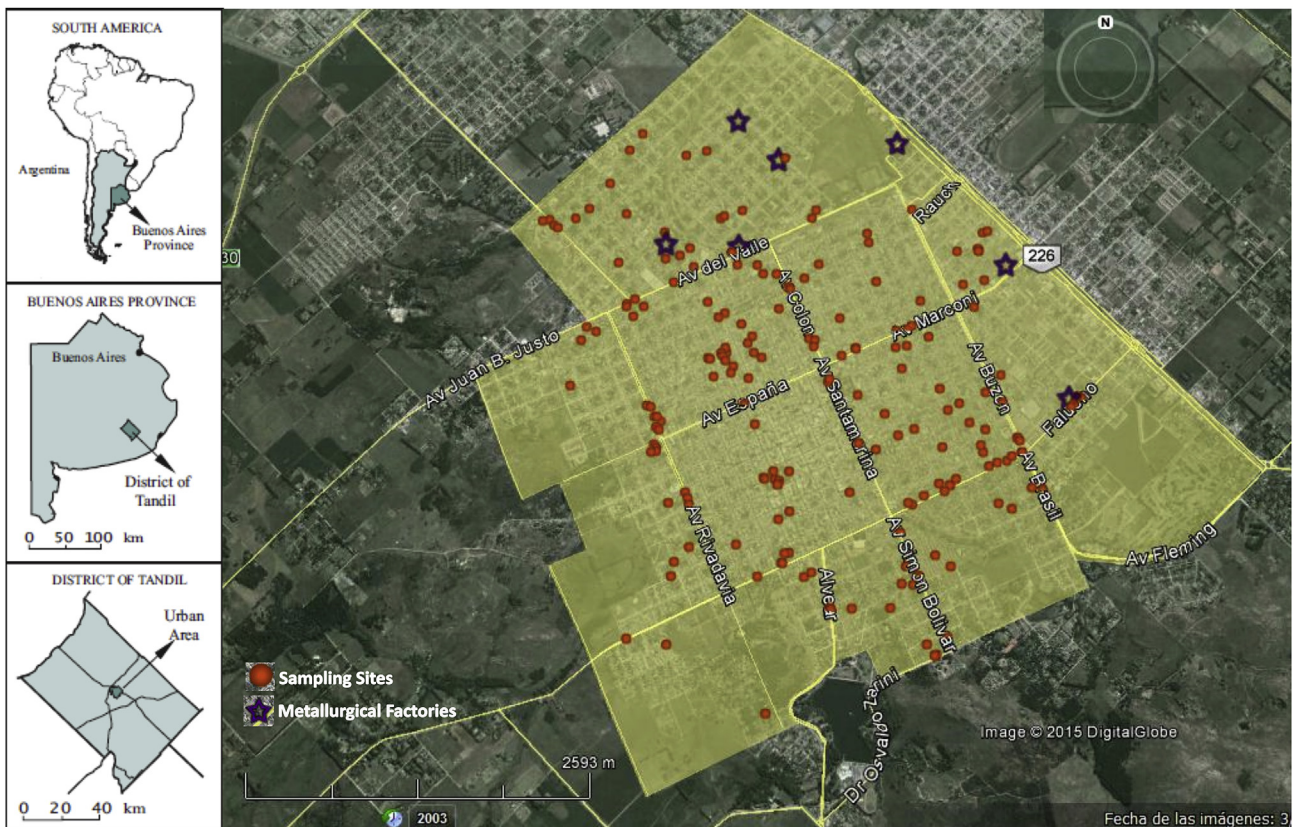 SOUTH AMERICA
Argentina
Buenos Aires
Province
BUENOS AIRES PROVINCE
Buenos Aires
District of
Tandil
0 50 100 km
DISTRICT OF TANDIL
Urban
Area
0 20 40 km
N
30
226
Rauch
Av del Valle
A. Colon
Av Marconi
Av Juan B. Justo
Av España
Av Santamarina
Av Buzon
Falucho
Av Brasil
Av Rivadavia
Av Simon Bolivar
Alvear
Av Fleming
Dr Osvaldo Zarini
Sampling Sites
Metallurgical Factories
2593 m
Image © 2015 DigitalGlobe
2003
Fecha de las imágenes: 3